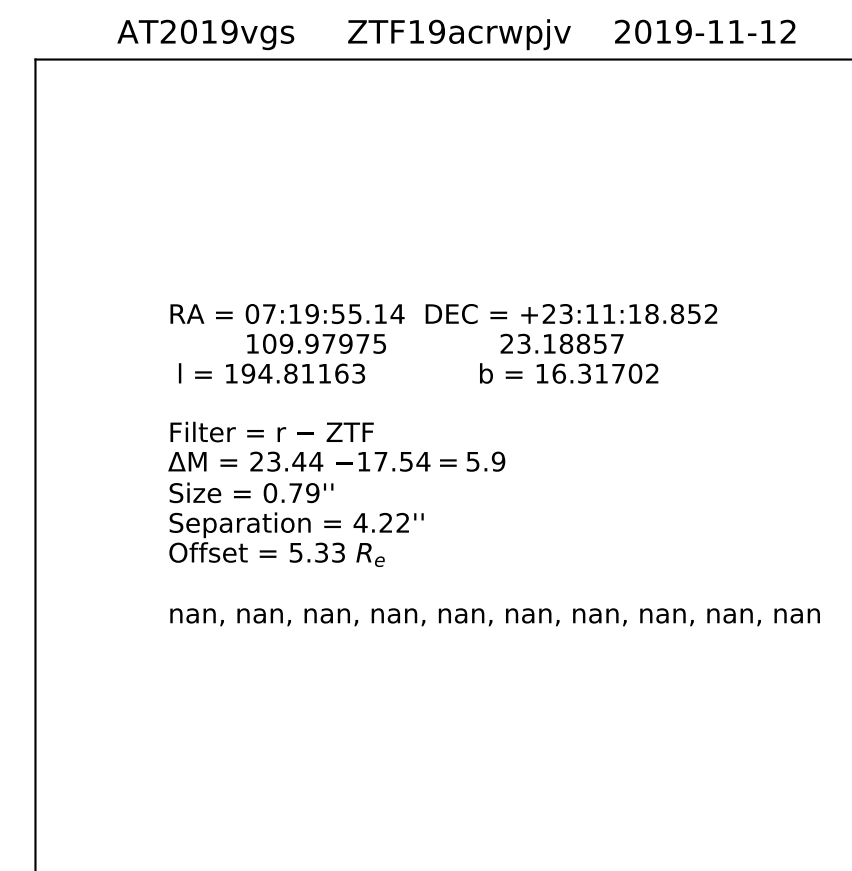 AT2019vgs ZTF19acrwpjv 2019-11-12
RA = 07:19:55.14 DEC = +23:11:18.852
109.97975 23.18857
l = 194.81163 b = 16.31702
Filter = r − ZTF
ΔM = 23.44 −17.54 = 5.9
Size = 0.79''
Separation = 4.22''
Offset = 5.33 Re
nan, nan, nan, nan, nan, nan, nan, nan, nan, nan